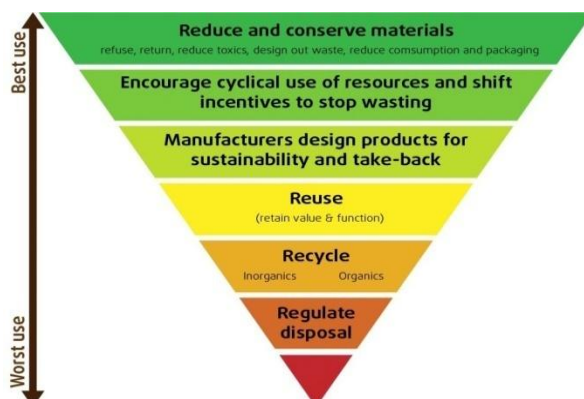 Best use
Reduce and conserve materials
refuse, return, reduce toxics, design out waste, reduce comsumption and packaging
Encourage cyclical use of resources and shift
incentives to stop wasting
Manufacturers design products for
sustainability and take-back
Reuse
(retain value & function)
Recycle
Inorganics Organics
Regulate
disposal
Worst use